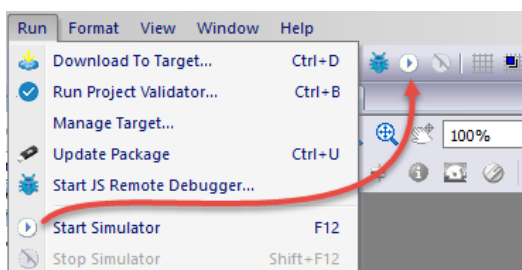 Run Format View Window Help
Download To Target... Ctrl+D
Run Project Validator... Ctrl+B
Manage Target...
Update Package Ctrl+U
Start JS Remote Debugger...
Start Simulator F12
Stop Simulator Shift+F12
100%